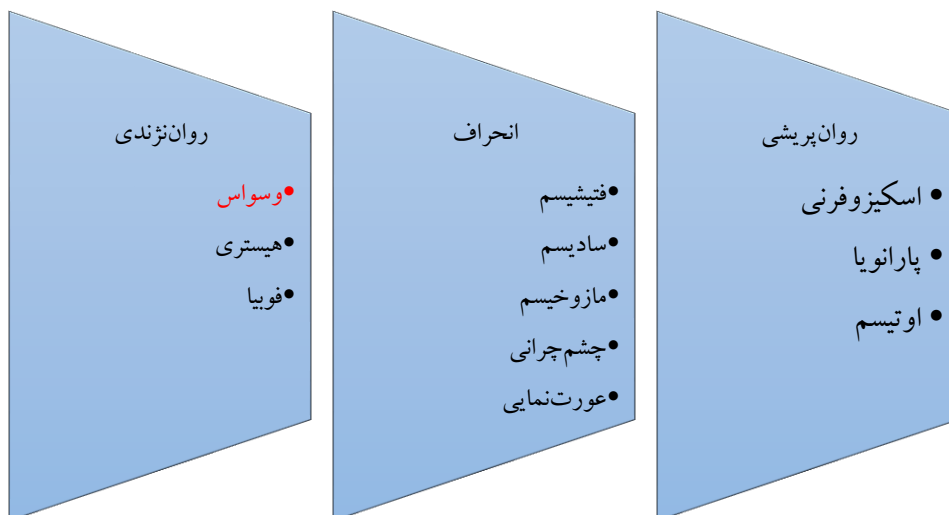 روان‌پریشی
• اسکیزوفرنی
• پارانویا
• اوتیسم
انحراف
•فتیشیسم
•سادیسم
•مازوخیسم
•چشم‌چرانی
•عورت‌نمایی
روان‌نژندی
•وسواس
•هیستری
•فوبیا